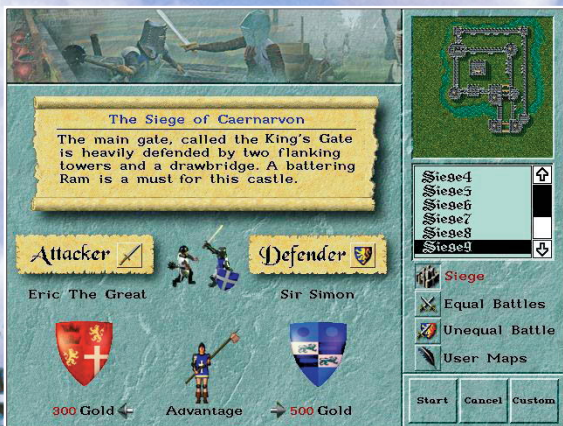 The Siege of Caernarvon
The main gate, called the King's Gate
is heavily defended by two flanking
towers and a drawbridge. A battering
Ram is a must for this castle.
Attacker
Defender
Eric The Great
Sir Simon
300 Gold
Advantage
500 Gold
Siege4
Siege5
Siege6
Siege7
Siege8
Siege9
Siege
Equal Battles
Unequal Battle
User Maps
Start
Cancel
Custom